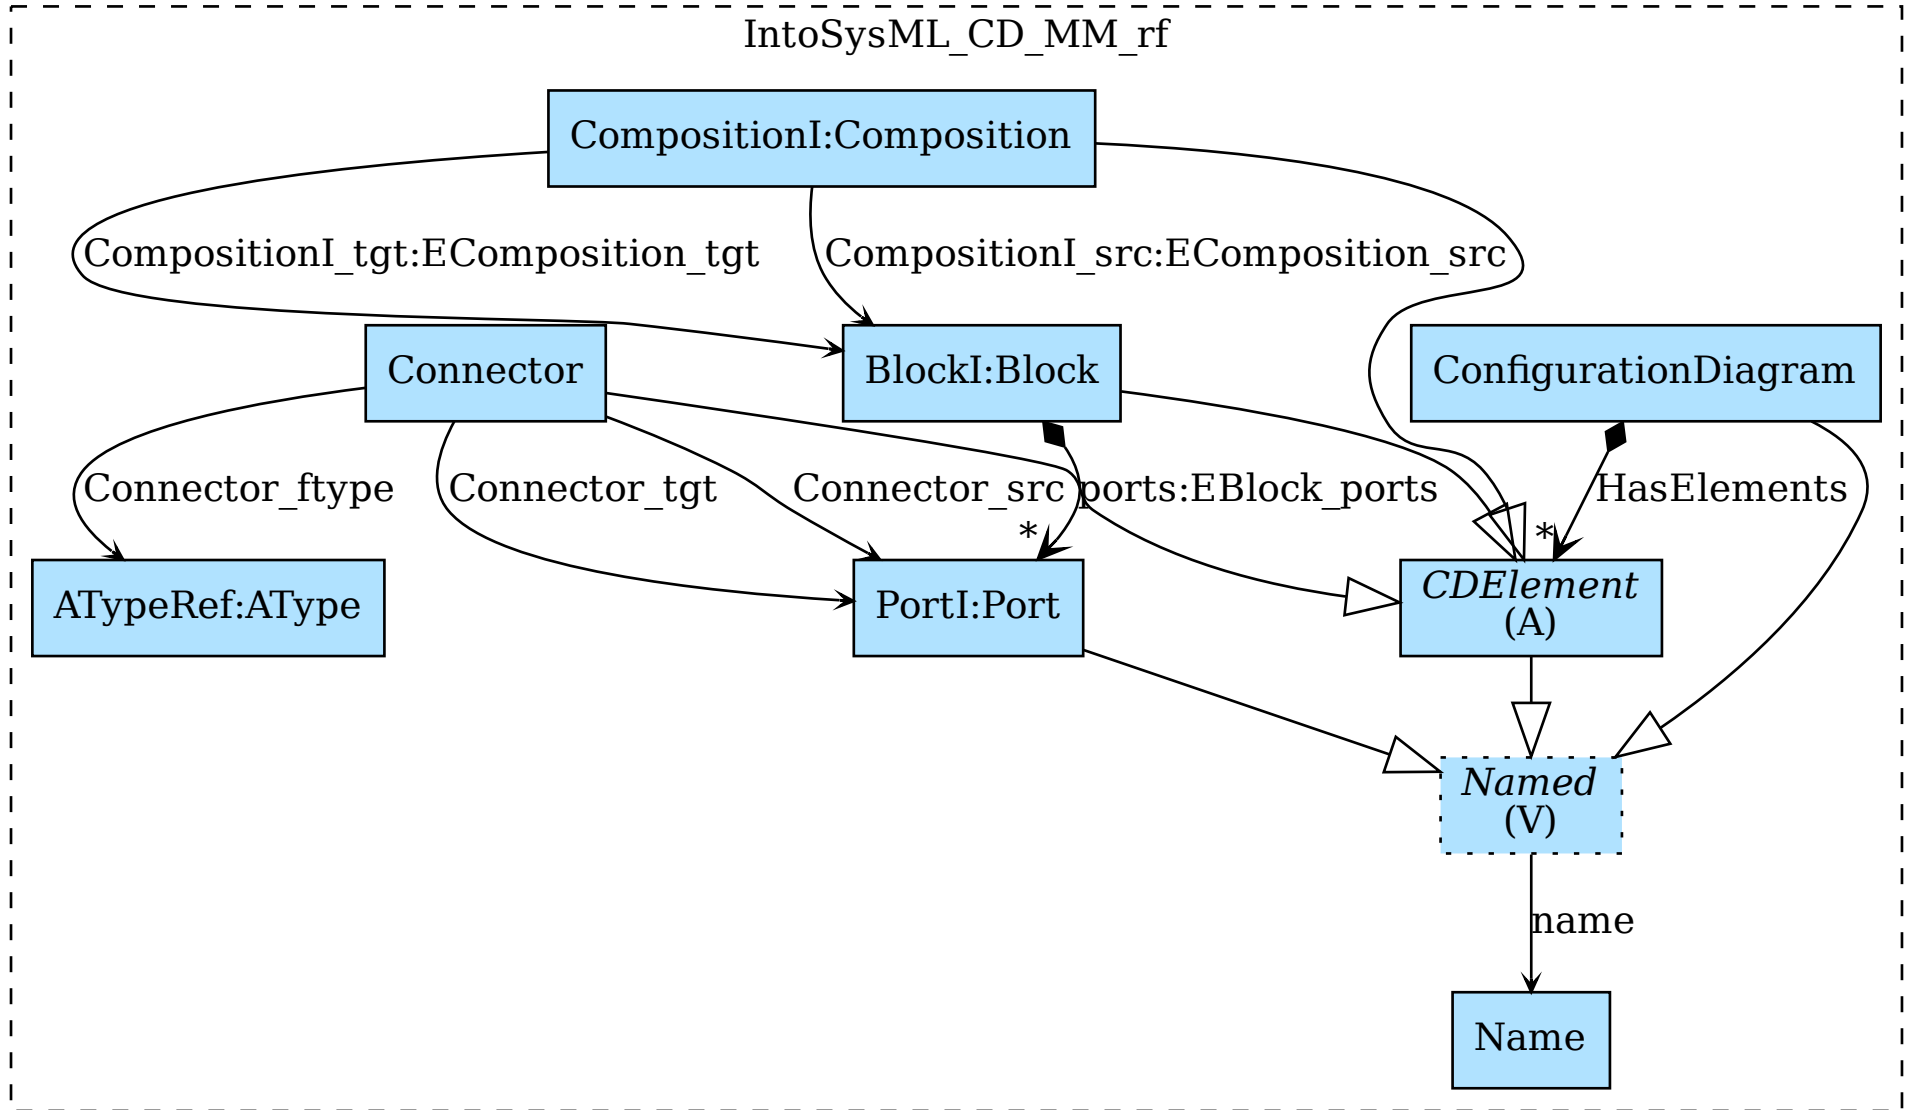 IntoSysML_CD_MM_rf
CompositionI:Composition
CompositionI_tgt:EComposition_tgt
CompositionI_src:EComposition_src
Connector
BlockI:Block
ConfigurationDiagram
Connector_ftype
Connector_tgt
Connector_src
ports:EBlock_ports
HasElements
*
*
ATypeRef:AType
PortI:Port
CDElement
(A)
Named
(V)
name
Name